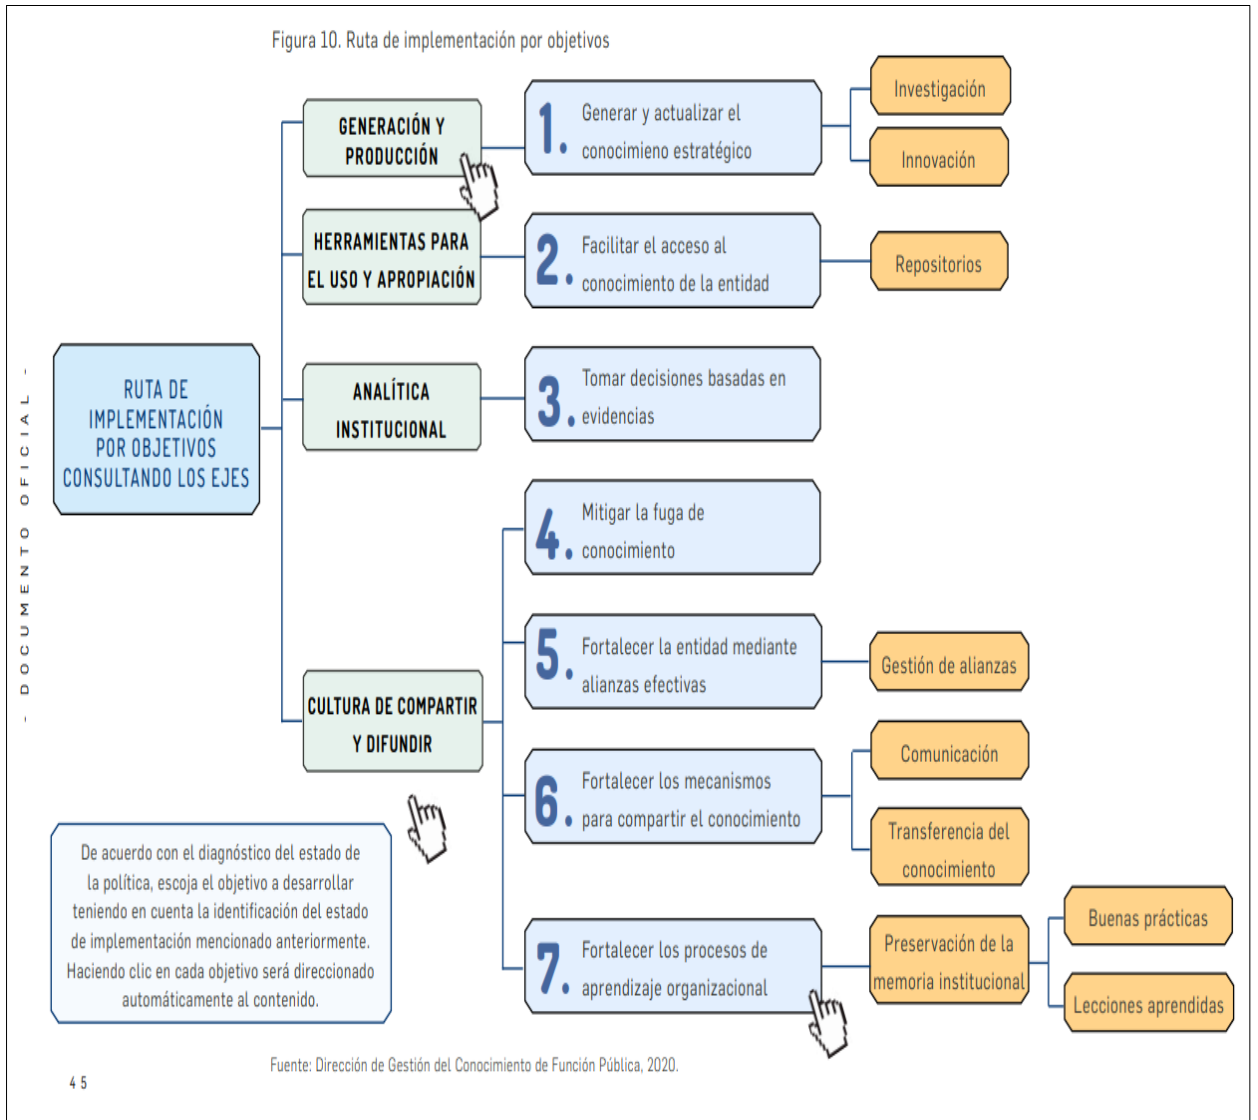 Figura 10. Ruta de implementación por objetivos
GENERACIÓN Y
PRODUCCIÓN
1.
Generar y actualizar el
conocimieno estratégico
Investigación
Innovación
HERRAMIENTAS PARA
EL USO Y APROPIACIÓN
2.
Facilitar el acceso al
conocimiento de la entidad
Repositorios
- DOCUMENTO OFICIAL -
RUTA DE
IMPLEMENTACIÓN
POR OBJETIVOS
CONSULTANDO LOS EJES
ANALÍTICA
INSTITUCIONAL
3.
Tomar decisiones basadas en
evidencias
CULTURA DE COMPARTIR
Y DIFUNDIR
4.
Mitigar la fuga de
conocimiento
5.
Fortalecer la entidad mediante
alianzas efectivas
Gestión de alianzas
6.
Fortalecer los mecanismos
para compartir el conocimiento
Comunicación
Transferencia del
conocimiento
7.
Fortalecer los procesos de
aprendizaje organizacional
Preservación de la
memoria institucional
Buenas prácticas
Lecciones aprendidas
De acuerdo con el diagnóstico del estado de
la política, escoja el objetivo a desarrollar
teniendo en cuenta la identificación del estado
de implementación mencionado anteriormente.
Haciendo clic en cada objetivo será direccionado
automáticamente al contenido.
Fuente: Dirección de Gestión del Conocimiento de Función Pública, 2020.
45